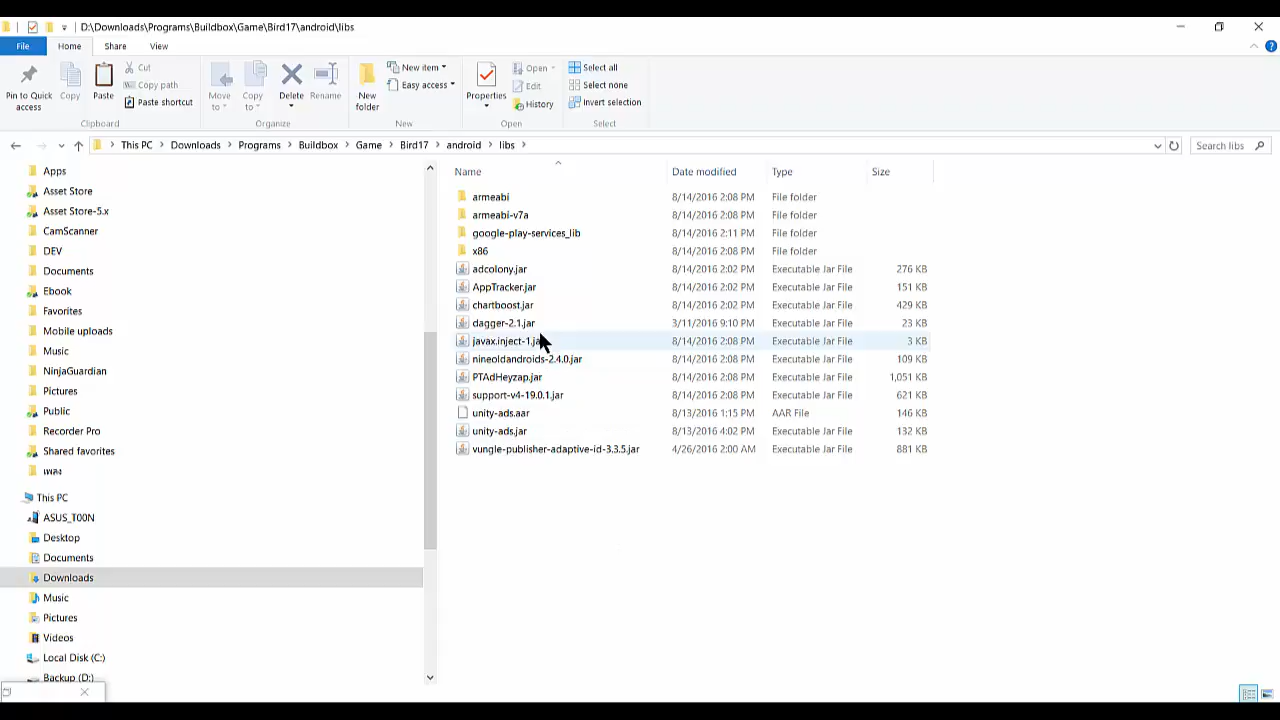 D:\Downloads\Programs\Buildbox\Game\Bird17\android\libs
File Home Share View
Pin to Quick access
Copy
Paste
Cut
Copy path
Paste shortcut
Clipboard
Move to
Copy to
Delete
Rename
Organize
New folder
New item
Easy access
New
Properties
Open
Edit
History
Open
Select all
Select none
Invert selection
Select
This PC Downloads Programs Buildbox Game Bird17 android libs
Search libs
Apps
Asset Store
Asset Store-5.x
CamScanner
DEV
Documents
Ebook
Favorites
Mobile uploads
Music
NinjaGuardian
Pictures
Public
Recorder Pro
Shared favorites
เพลง
This PC
ASUS_T00N
Desktop
Documents
Downloads
Music
Pictures
Videos
Local Disk (C:)
Backup (D:)
Name Date modified Type Size
armeabi 8/14/2016 2:08 PM File folder
armeabi-v7a 8/14/2016 2:08 PM File folder
google-play-services_lib 8/14/2016 2:11 PM File folder
x86 8/14/2016 2:08 PM File folder
adcolony.jar 8/14/2016 2:02 PM Executable Jar File 276 KB
AppTracker.jar 8/14/2016 2:02 PM Executable Jar File 151 KB
chartboost.jar 8/14/2016 2:02 PM Executable Jar File 429 KB
dagger-2.1.jar 3/11/2016 9:10 PM Executable Jar File 23 KB
javax.inject-1.ja 8/14/2016 2:08 PM Executable Jar File 3 KB
nineoldandroids-2.4.0.jar 8/14/2016 2:08 PM Executable Jar File 109 KB
PTAdHeyzap.jar 8/14/2016 2:08 PM Executable Jar File 1,051 KB
support-v4-19.0.1.jar 8/14/2016 2:08 PM Executable Jar File 621 KB
unity-ads.aar 8/13/2016 1:15 PM AAR File 146 KB
unity-ads.jar 8/13/2016 4:02 PM Executable Jar File 132 KB
vungle-publisher-adaptive-id-3.3.5.jar 4/26/2016 2:00 AM Executable Jar File 881 KB